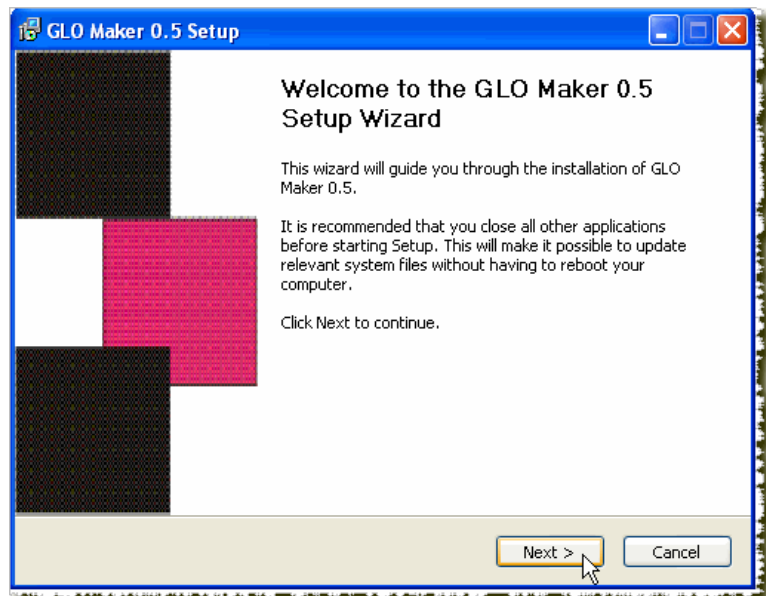 GLO Maker 0.5 Setup
Welcome to the GLO Maker 0.5
Setup Wizard
This wizard will guide you through the installation of GLO
Maker 0.5.
It is recommended that you close all other applications
before starting Setup. This will make it possible to update
relevant system files without having to reboot your
computer.
Click Next to continue.
Next >
Cancel